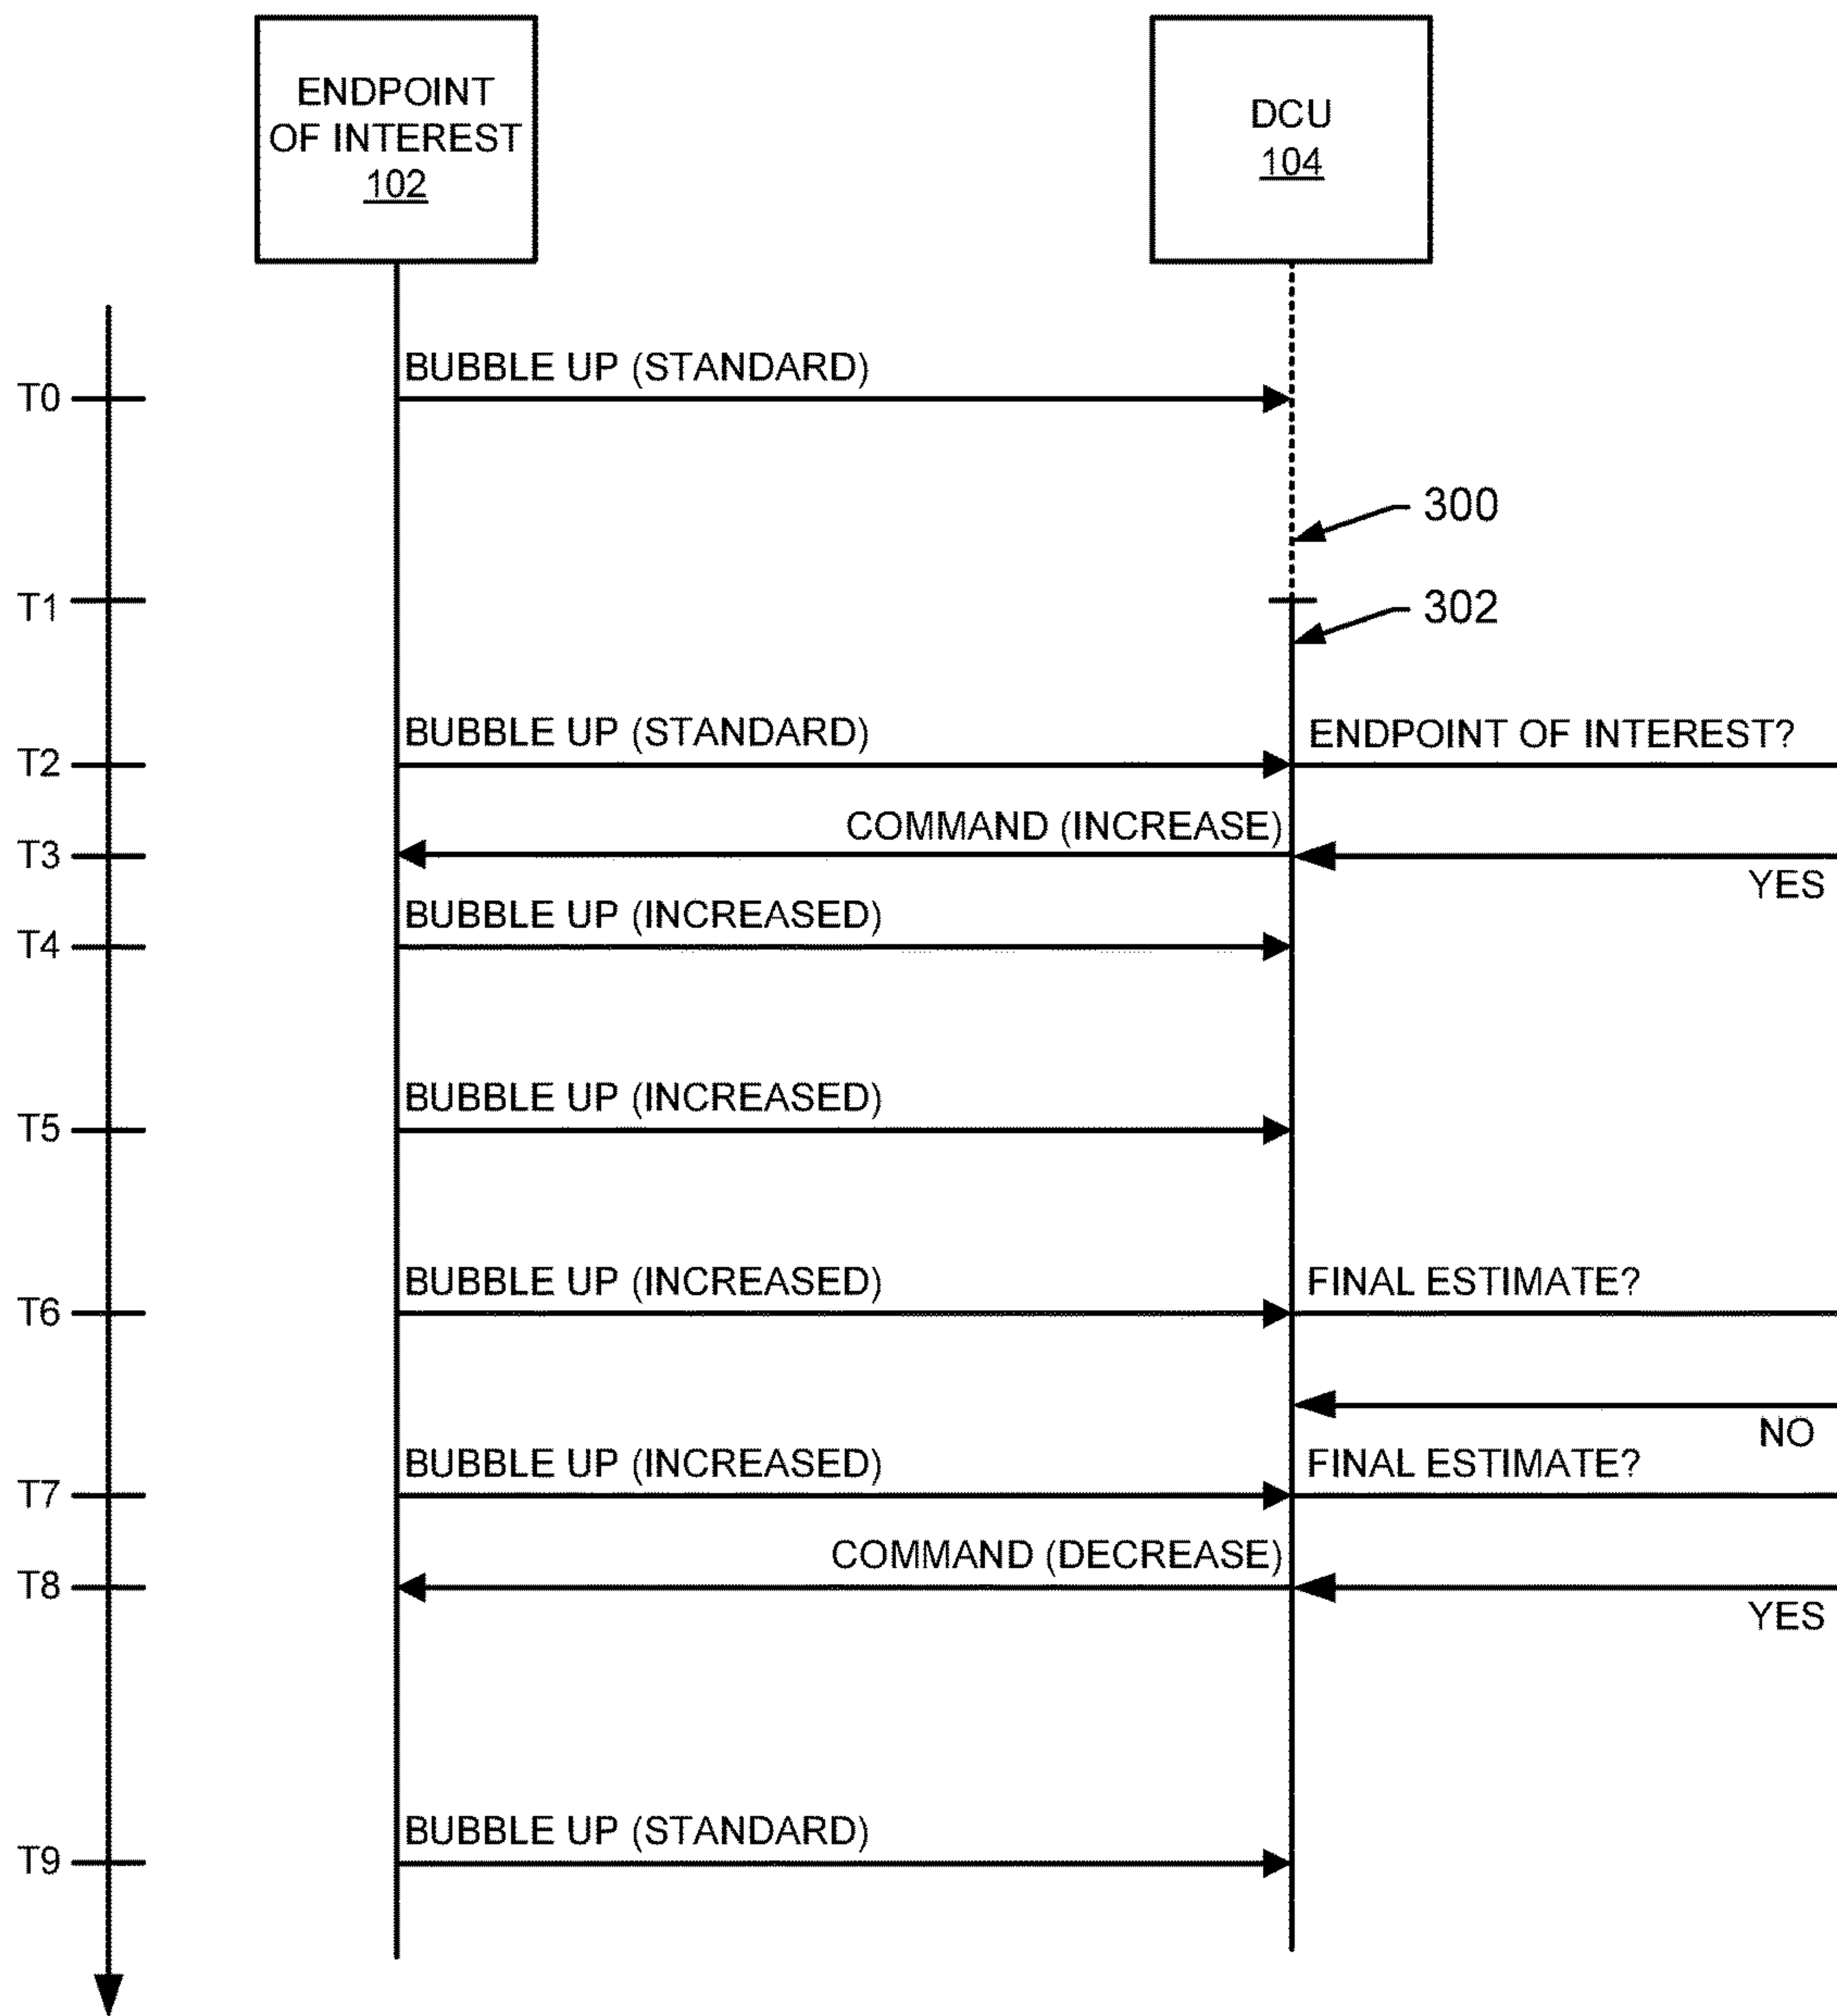 ENDPOINT
OF INTEREST
102
DCU
104
BUBBLE UP (STANDARD)
T0
300
T1
302
BUBBLE UP (STANDARD)
ENDPOINT OF INTEREST?
T2
COMMAND (INCREASE)
T3
YES
BUBBLE UP (INCREASED)
T4
BUBBLE UP (INCREASED)
T5
BUBBLE UP (INCREASED)
FINAL ESTIMATE?
T6
NO
BUBBLE UP (INCREASED)
FINAL ESTIMATE?
T7
COMMAND (DECREASE)
T8
YES
BUBBLE UP (STANDARD)
T9